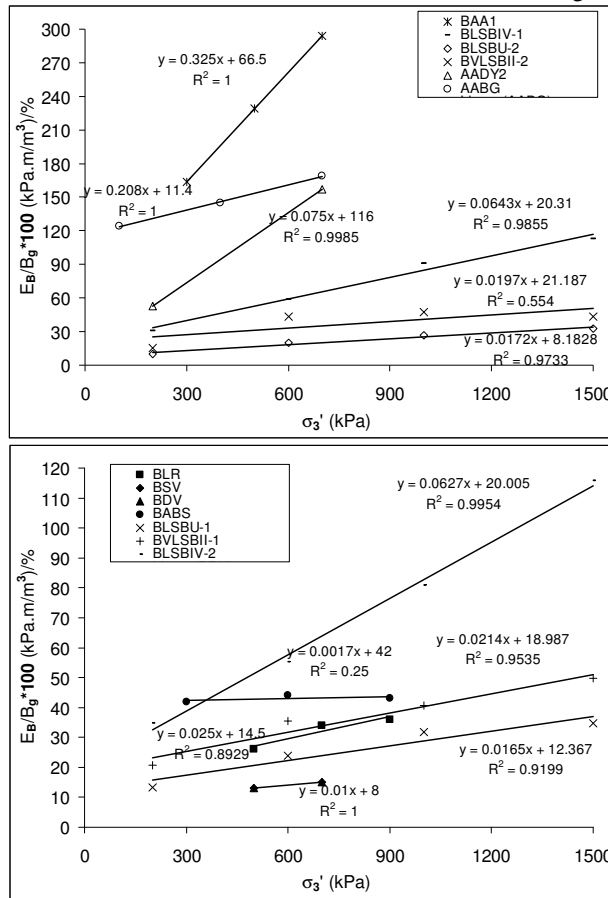 BAA1
BLSBIV-1
BLSBU-2
BVLSBII-2
AADY2
AABG
300
270
240
210
180
150
120
90
60
30
0
y = 0.325x + 66.5
R² = 1
y = 0.208x + 11.4
R² = 1
y = 0.075x + 116
R² = 0.9985
y = 0.0643x + 20.31
R² = 0.9855
y = 0.0197x + 21.187
R² = 0.554
y = 0.0172x + 8.1828
R² = 0.9733
E_B/B_g*100 (kPa.m/m³)/%
0 300 600 900 1200 1500
σ₃' (kPa)
BLR
BSV
BDV
BABS
BLSBU-1
BVLSBII-1
BLSBIV-2
120
110
100
90
80
70
60
50
40
30
20
10
0
y = 0.0627x + 20.005
R² = 0.9954
y = 0.0017x + 42
R² = 0.25
y = 0.0214x + 18.987
R² = 0.9535
y = 0.025x + 14.5
R² = 0.8929
y = 0.0165x + 12.367
R² = 0.9199
y = 0.01x + 8
R² = 1
E_B/B_g*100 (kPa.m/m³)/%
0 300 600 900 1200 1500
σ₃' (kPa)